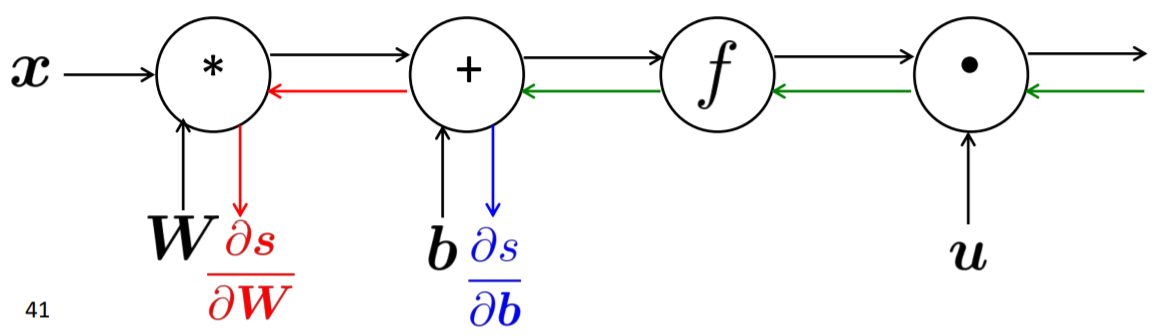 x * + f •
W ∂s/∂W b ∂s/∂b u
41